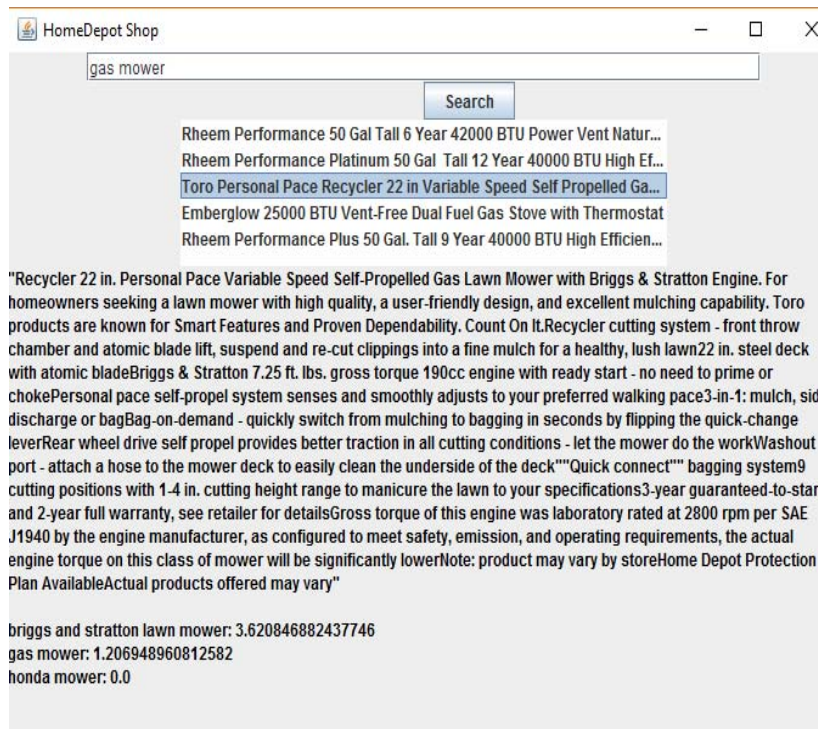 HomeDepot Shop
gas mower
Search
Rheem Performance 50 Gal Tall 6 Year 42000 BTU Power Vent Natur...
Rheem Performance Platinum 50 Gal  Tall 12 Year 40000 BTU High Ef...
Toro Personal Pace Recycler 22 in Variable Speed Self Propelled Ga...
Emberglow 25000 BTU Vent-Free Dual Fuel Gas Stove with Thermostat
Rheem Performance Plus 50 Gal. Tall 9 Year 40000 BTU High Efficien...
"Recycler 22 in. Personal Pace Variable Speed Self-Propelled Gas Lawn Mower with Briggs & Stratton Engine. For
homeowners seeking a lawn mower with high quality, a user-friendly design, and excellent mulching capability. Toro
products are known for Smart Features and Proven Dependability. Count On It.Recycler cutting system - front throw
chamber and atomic blade lift, suspend and re-cut clippings into a fine mulch for a healthy, lush lawn22 in. steel deck
with atomic bladeBriggs & Stratton 7.25 ft. lbs. gross torque 190cc engine with ready start - no need to prime or
chokePersonal pace self-propel system senses and smoothly adjusts to your preferred walking pace3-in-1: mulch, sid
discharge or bagBag-on-demand - quickly switch from mulching to bagging in seconds by flipping the quick-change
leverRear wheel drive self propel provides better traction in all cutting conditions - let the mower do the workWashout
port - attach a hose to the mower deck to easily clean the underside of the deck""Quick connect"" bagging system9
cutting positions with 1-4 in. cutting height range to manicure the lawn to your specifications3-year guaranteed-to-star
and 2-year full warranty, see retailer for detailsGross torque of this engine was laboratory rated at 2800 rpm per SAE
J1940 by the engine manufacturer, as configured to meet safety, emission, and operating requirements, the actual
engine torque on this class of mower will be significantly lowerNote: product may vary by storeHome Depot Protection
Plan AvailableActual products offered may vary"
briggs and stratton lawn mower: 3.620846882437746
gas mower: 1.206948960812582
honda mower: 0.0